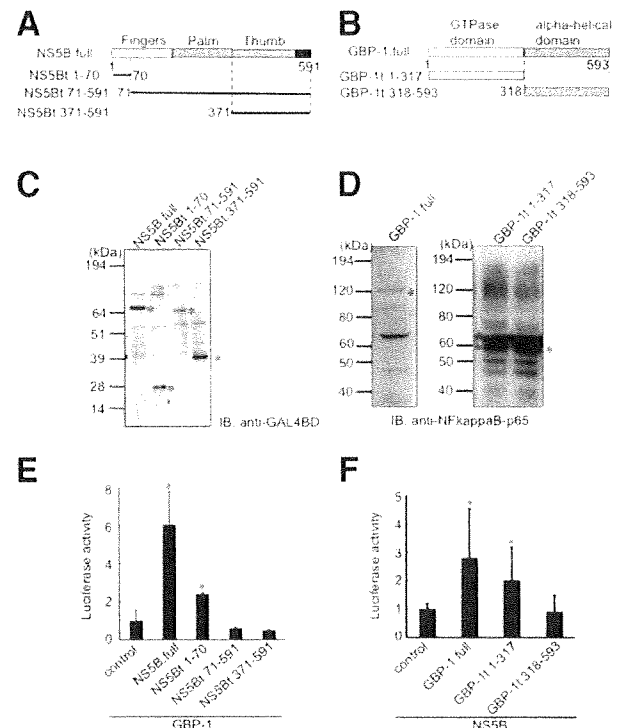 A
Fingers Palm Thumb
NS5B full
1 591
NS5Bt 1-70 70
NS5Bt 71-591 71
NS5Bt 371-591 371
B
GTPase domain alpha-helical domain
GBP-1.full
1 593
GBP-1t 1-317
GBP-1t 318-593 318
C
NS5B full
NS5Bt 1-70
NS5Bt 71-591
NS5Bt 371-591
(kDa)
194
64
51
39
28
14
*
IB. anti-GAL4BD
D
GBP-1 full
(kDa)
194
120
80
60
50
40
*
GBP-1t 1-317
GBP-1t 318-593
(kDa)
194
120
80
60
50
40
*
IB. anti-NFkappaB-p65
E
Luciferase activity
8
6
4
2
0
* *
control
NS5B.full
NS5Bt 1-70
NS5Bt 71-591
NS5Bt 371-591
GBP-1
F
Luciferase activity
5
4
3
2
1
0
* *
control
GBP-1 full
GBP-1t 1-317
GBP-1t 318-593
NS5B